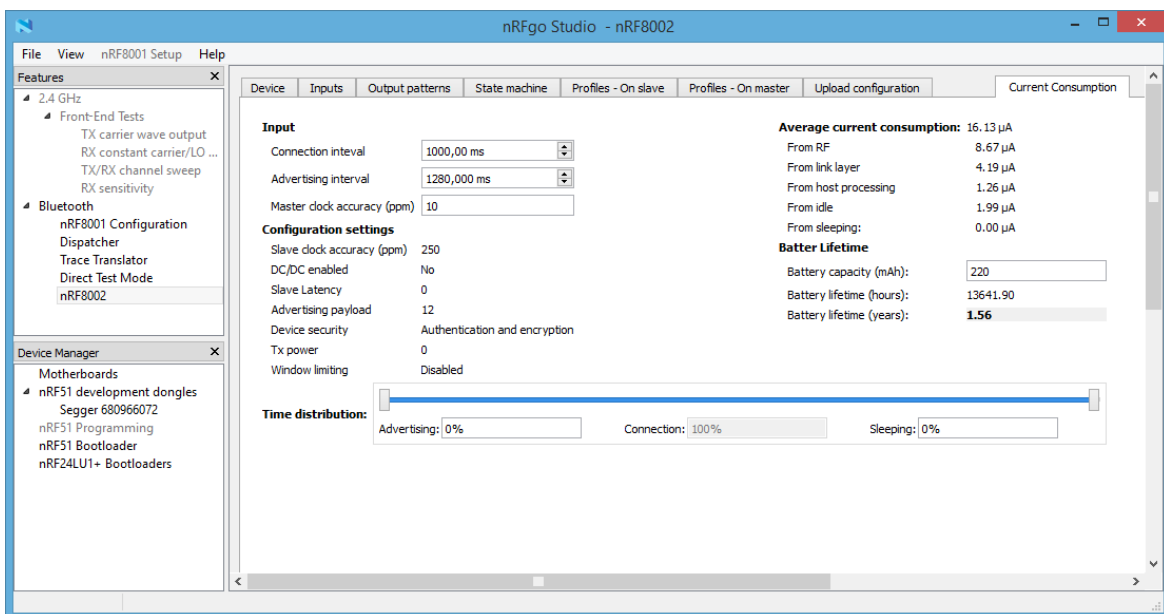 nRFgo Studio - nRF8002
File View nRF8001 Setup Help
Features
2.4 GHz
Front-End Tests
TX carrier wave output
RX constant carrier/LO ...
TX/RX channel sweep
RX sensitivity
Bluetooth
nRF8001 Configuration
Dispatcher
Trace Translator
Direct Test Mode
nRF8002
Device Manager
Motherboards
nRF51 development dongles
Segger 680966072
nRF51 Programming
nRF51 Bootloader
nRF24LU1+ Bootloaders
Device Inputs Output patterns State machine Profiles - On slave Profiles - On master Upload configuration Current Consumption
Input
Connection inteval 1000,00 ms
Advertising interval 1280,000 ms
Master clock accuracy (ppm) 10
Configuration settings
Slave clock accuracy (ppm) 250
DC/DC enabled No
Slave Latency 0
Advertising payload 12
Device security Authentication and encryption
Tx power 0
Window limiting Disabled
Average current consumption: 16.13 µA
From RF 8.67 µA
From link layer 4.19 µA
From host processing 1.26 µA
From idle 1.99 µA
From sleeping: 0.00 µA
Batter Lifetime
Battery capacity (mAh): 220
Battery lifetime (hours): 13641.90
Battery lifetime (years): 1.56
Time distribution:
Advertising: 0% Connection: 100% Sleeping: 0%